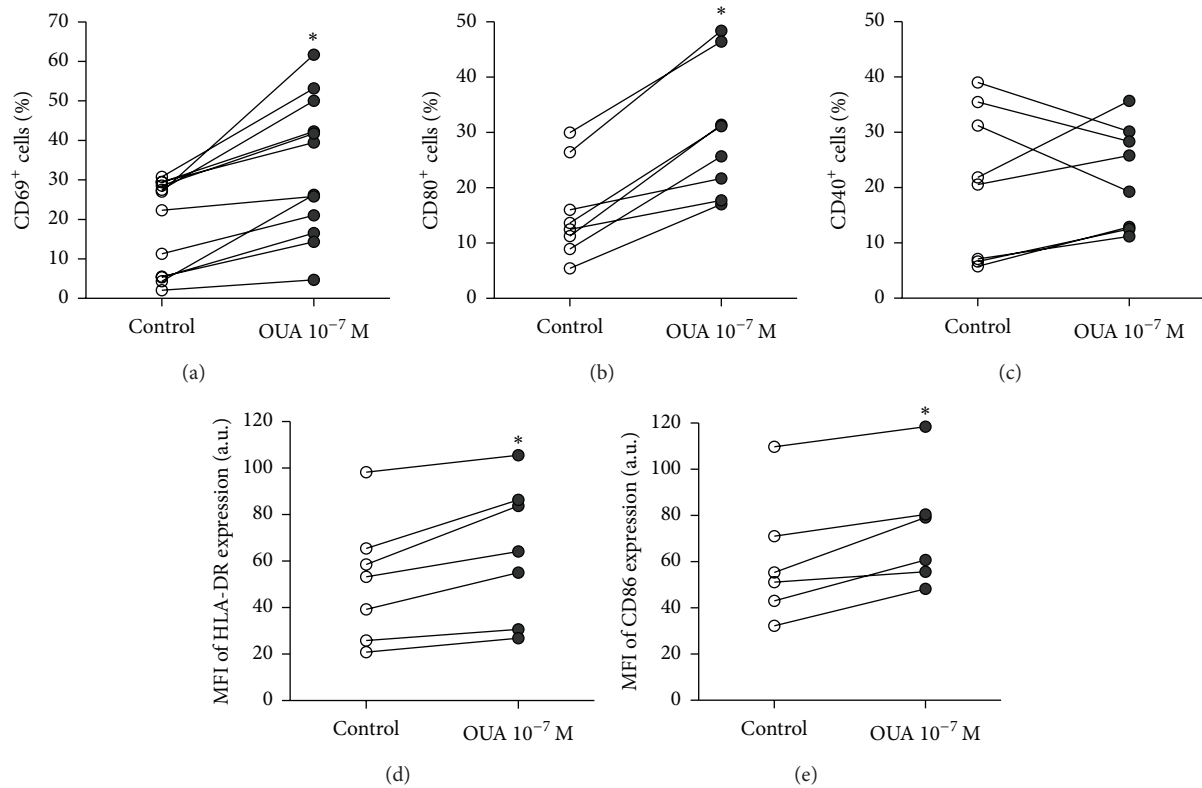 CD69⁺ cells (%)
70
60
50
40
30
20
10
0
*
Control
OUA 10⁻⁷ M
(a)
CD80⁺ cells (%)
50
40
30
20
10
0
*
Control
OUA 10⁻⁷ M
(b)
CD40⁺ cells (%)
50
40
30
20
10
0
Control
OUA 10⁻⁷ M
(c)
MFI of HLA-DR expression (a.u.)
120
100
80
60
40
20
0
*
Control
OUA 10⁻⁷ M
(d)
MFI of CD86 expression (a.u.)
120
100
80
60
40
20
0
*
Control
OUA 10⁻⁷ M
(e)